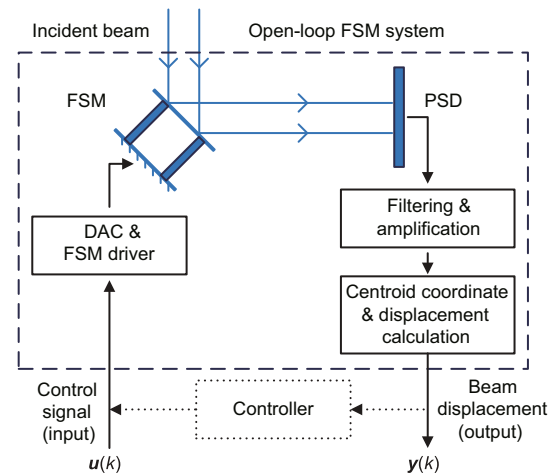 Incident beam
Open-loop FSM system
FSM
PSD
DAC &
FSM driver
Filtering &
amplification
Centroid coordinate
& displacement
calculation
Control
signal
(input)
Controller
Beam
displacement
(output)
u(k)
y(k)